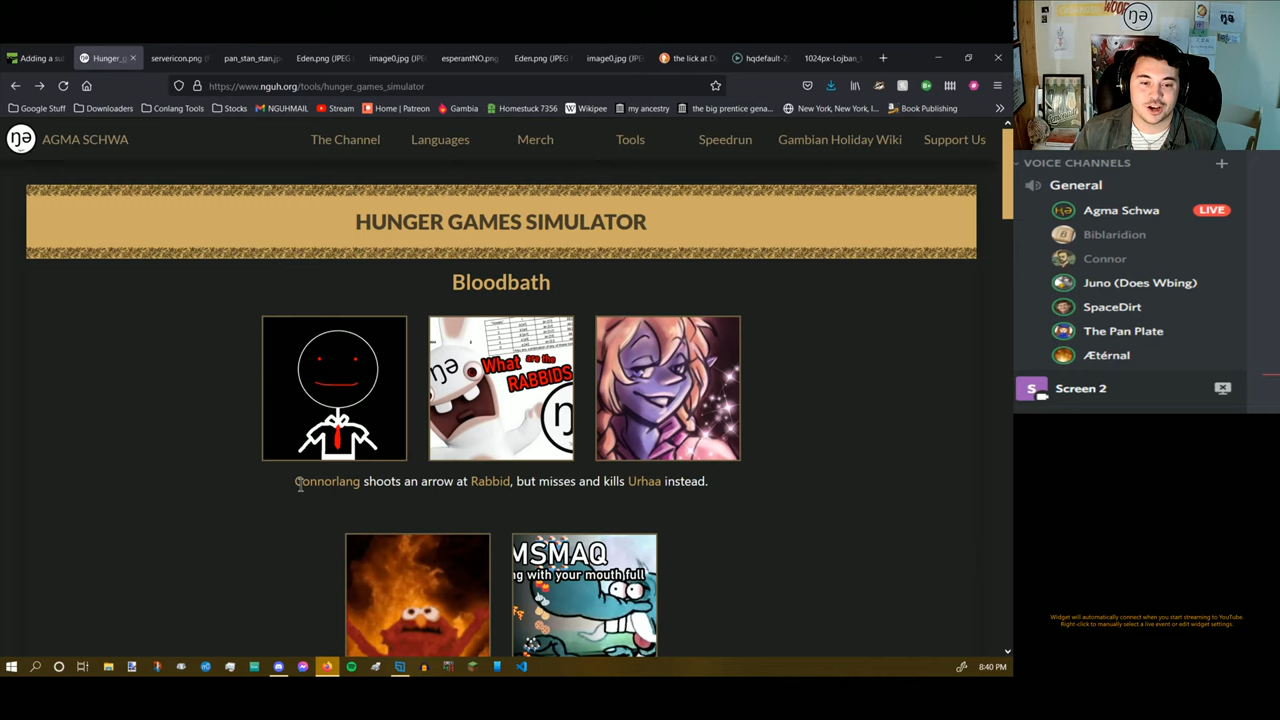 Adding a su
Hunger_g
servericon.png (
pan_stan_stan.jp
Eden.png (JPEG
image0.jpg (JPE
esperantNO.png
Eden.png (JPEG
image0.jpg (JPE
the lick at D
hqdefault-2
1024px-Lojban_
www.nguh.org/tools/hunger_games_simulator
Google Stuff
Downloads
Conlang Tools
Stocks
NGUHMAIL
Stream
Home | Patreon
Gambia
Homestuck 7356
Wikipee
my ancestry
the big prencipe gena...
New York, New York, I...
Book Publishing
ŋə
AGMA SCHWA
The Channel
Languages
Merch
Tools
Speedrun
Gambian Holiday Wiki
Support Us
HUNGER GAMES SIMULATOR
Bloodbath
ŋə
What are the
RABBIDS
ŋ
Connorlang shoots an arrow at Rabbid, but misses and kills Urhaa instead.
MSMAQ
ng with your mouth full
8:40 PM
ŋə
VOICE CHANNELS
General
Agma Schwa
LIVE
Biblaridion
Connor
Juno (Does Wbing)
SpaceDirt
The Pan Plate
Ætérnal
S
Screen 2
Widget will automatically connect when you start streaming to YouTube.
Right-click to manually select a live event or edit widget settings.